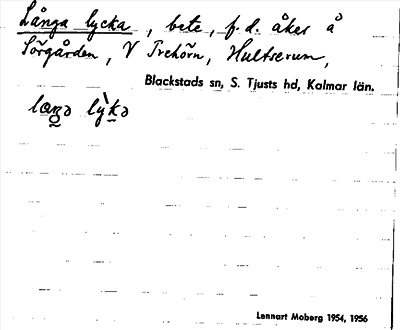 Långa lycka, bete, f.d. åker å
Sörgården, V Trehörn, Hultserum,
Blackstads sn, S. Tjusts hd, Kalmar län.
Lennart Moberg 1954, 1956